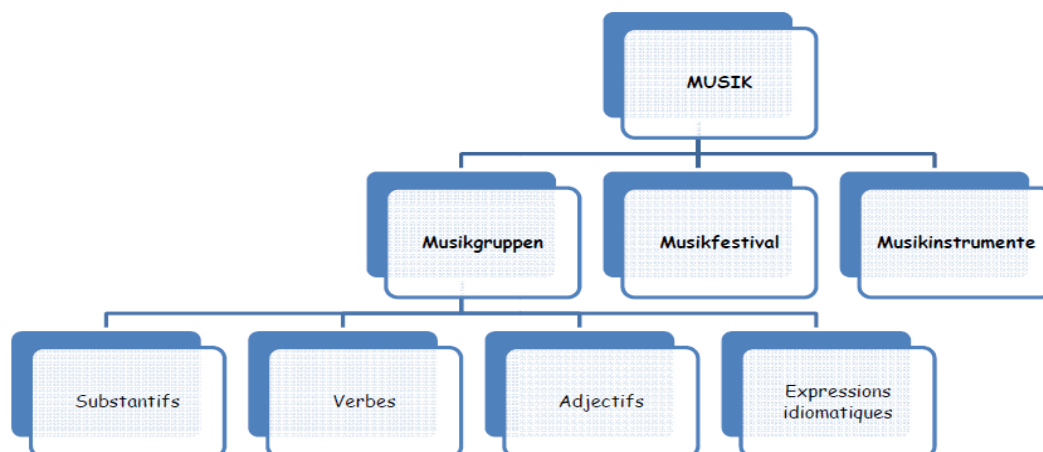 MUSIK
Musikgruppen
Musikfestival
Musikinstrumente
Substantifs
Verbes
Adjectifs
Expressions
idiomatiques